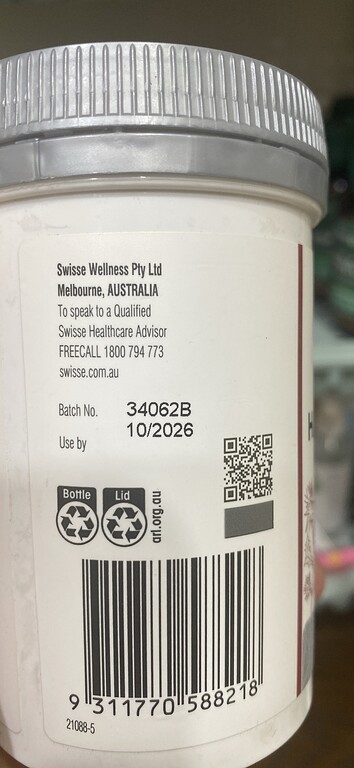 Swisse Wellness Pty Ltd
Melbourne, AUSTRALIA
To speak to a Qualified
Swisse Healthcare Advisor
FREECALL 1800 794 773
swisse.com.au
Batch No. 34062B
Use by 10/2026
Bottle Lid
arl.org.au
9 311770 588218
21088-5